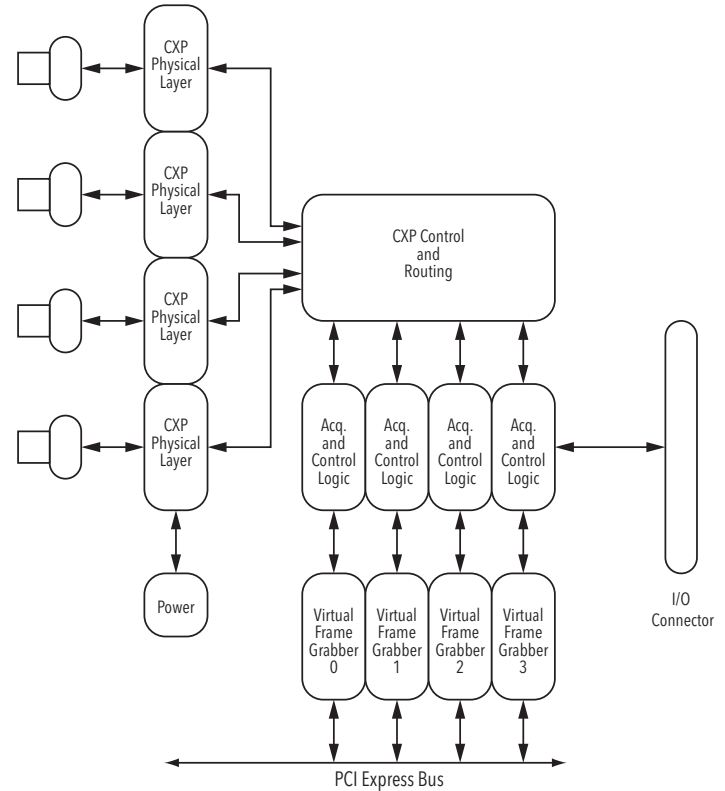 CXP
Physical
Layer
CXP
Physical
Layer
CXP
Physical
Layer
CXP
Physical
Layer
Power
CXP Control
and
Routing
Acq.
and
Control
Logic
Acq.
and
Control
Logic
Acq.
and
Control
Logic
Acq.
and
Control
Logic
I/O
Connector
Virtual
Frame
Grabber
0
Virtual
Frame
Grabber
1
Virtual
Frame
Grabber
2
Virtual
Frame
Grabber
3
PCI Express Bus